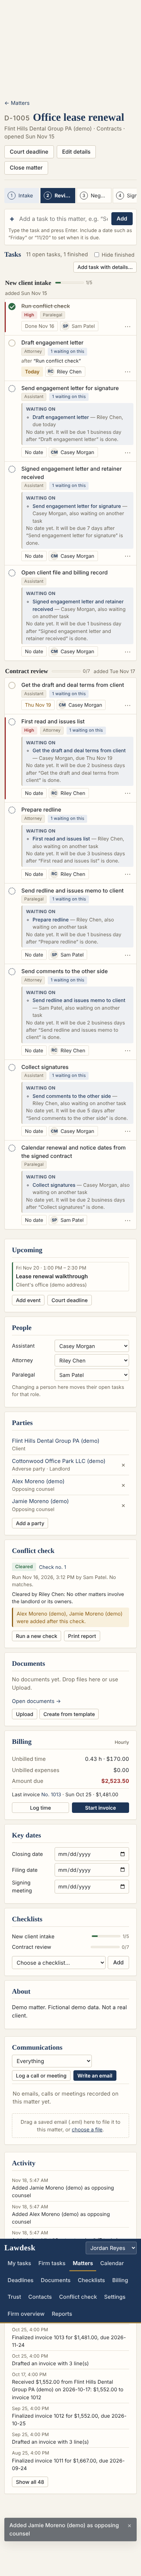 ← Matters
D-1005 Office lease renewal
Flint Hills Dental Group PA (demo) · Contracts ·
opened Sun Nov 15
Court deadline
Edit details
Close matter
1 Intake
2 Revi...
3 Neg...
4 Sign
+ Add a task to this matter, e.g. "S
Add
Type the task and press Enter. Include a date such as
"Friday" or "11/20" to set when it is due.
Tasks 11 open tasks, 1 finished
Hide finished
Add task with details...
New client intake 1/5
added Sun Nov 15
Run conflict check
High Paralegal
Done Nov 16 SP Sam Patel ...
Draft engagement letter
Attorney 1 waiting on this
after "Run conflict check"
Today RC Riley Chen ...
Send engagement letter for signature
Assistant 1 waiting on this
WAITING ON
Draft engagement letter — Riley Chen,
due today
No date yet. It will be due 1 business day
after "Draft engagement letter" is done.
No date CM Casey Morgan ...
Signed engagement letter and retainer
received
Assistant 1 waiting on this
WAITING ON
Send engagement letter for signature —
Casey Morgan, also waiting on another
task
No date yet. It will be due 7 days after
"Send engagement letter for signature" is
done.
No date CM Casey Morgan ...
Open client file and billing record
Assistant
WAITING ON
Signed engagement letter and retainer
received — Casey Morgan, also waiting
on another task
No date yet. It will be due 1 business day
after "Signed engagement letter and
retainer received" is done.
No date CM Casey Morgan ...
Contract review 0/7 added Tue Nov 17
Get the draft and deal terms from client
Assistant 1 waiting on this
Thu Nov 19 CM Casey Morgan ...
First read and issues list
High Attorney 1 waiting on this
WAITING ON
Get the draft and deal terms from client
— Casey Morgan, due Thu Nov 19
No date yet. It will be due 2 business days
after "Get the draft and deal terms from
client" is done.
No date RC Riley Chen ...
Prepare redline
Attorney 1 waiting on this
WAITING ON
First read and issues list — Riley Chen,
also waiting on another task
No date yet. It will be due 3 business days
after "First read and issues list" is done.
No date RC Riley Chen ...
Send redline and issues memo to client
Paralegal 1 waiting on this
WAITING ON
Prepare redline — Riley Chen, also
waiting on another task
No date yet. It will be due 1 business day
after "Prepare redline" is done.
No date SP Sam Patel ...
Send comments to the other side
Attorney 1 waiting on this
WAITING ON
Send redline and issues memo to client
— Sam Patel, also waiting on another
task
No date yet. It will be due 2 business days
after "Send redline and issues memo to
client" is done.
No date RC Riley Chen ...
Collect signatures
Assistant 1 waiting on this
WAITING ON
Send comments to the other side —
Riley Chen, also waiting on another task
No date yet. It will be due 5 business days
after "Send comments to the other side" is done.
No date CM Casey Morgan ...
Calendar renewal and notice dates from
the signed contract
Paralegal
WAITING ON
Collect signatures — Casey Morgan, also
waiting on another task
No date yet. It will be due 2 business days
after "Collect signatures" is done.
No date SP Sam Patel ...
Upcoming
Fri Nov 20 · 1:00 PM – 2:30 PM
Lease renewal walkthrough
Client's office (demo address)
Add event
Court deadline
People
Assistant Casey Morgan
Attorney Riley Chen
Paralegal Sam Patel
Changing a person here moves their open tasks
for that role.
Parties
Flint Hills Dental Group PA (demo)
Client
Cottonwood Office Park LLC (demo) ×
Adverse party · Landlord
Alex Moreno (demo) ×
Opposing counsel
Jamie Moreno (demo) ×
Opposing counsel
Add a party
Conflict check
Cleared Check no. 1
Run Nov 16, 2026, 3:12 PM by Sam Patel. No
matches.
Cleared by Riley Chen: No other matters involve
the landlord or its owners.
Alex Moreno (demo), Jamie Moreno (demo)
were added after this check.
Run a new check
Print report
Documents
No documents yet. Drop files here or use
Upload.
Open documents →
Upload
Create from template
Billing Hourly
Unbilled time 0.43 h · $170.00
Unbilled expenses $0.00
Amount due $2,523.50
Last invoice No. 1013 · Sun Oct 25 · $1,481.00
Log time
Start invoice
Key dates
Closing date mm/dd/yyyy
Filing date mm/dd/yyyy
Signing
meeting mm/dd/yyyy
Checklists
New client intake 1/5
Contract review 0/7
Choose a checklist...
Add
About
Demo matter. Fictional demo data. Not a real
client.
Communications
Everything
Log a call or meeting
Write an email
No emails, calls or meetings recorded on
this matter yet.
Drag a saved email (.eml) here to file it to
this matter, or choose a file.
Activity
Nov 18, 5:47 AM
Added Jamie Moreno (demo) as opposing
counsel
Nov 18, 5:47 AM
Added Alex Moreno (demo) as opposing
counsel
Nov 18, 5:47 AM
Lawdesk
Jordan Reyes
My tasks Firm tasks Matters Calendar
Deadlines Documents Checklists Billing
Trust Contacts Conflict check Settings
Firm overview Reports
Oct 25, 4:00 PM
Finalized invoice 1013 for $1,481.00, due 2026-
11-24
Oct 25, 4:00 PM
Drafted an invoice with 3 line(s)
Oct 17, 4:00 PM
Received $1,552.00 from Flint Hills Dental
Group PA (demo) on 2026-10-17: $1,552.00 to
invoice 1012
Sep 25, 4:00 PM
Finalized invoice 1012 for $1,552.00, due 2026-
10-25
Sep 25, 4:00 PM
Drafted an invoice with 3 line(s)
Aug 25, 4:00 PM
Finalized invoice 1011 for $1,667.00, due 2026-
09-24
Show all 48
Added Jamie Moreno (demo) as opposing
counsel ×